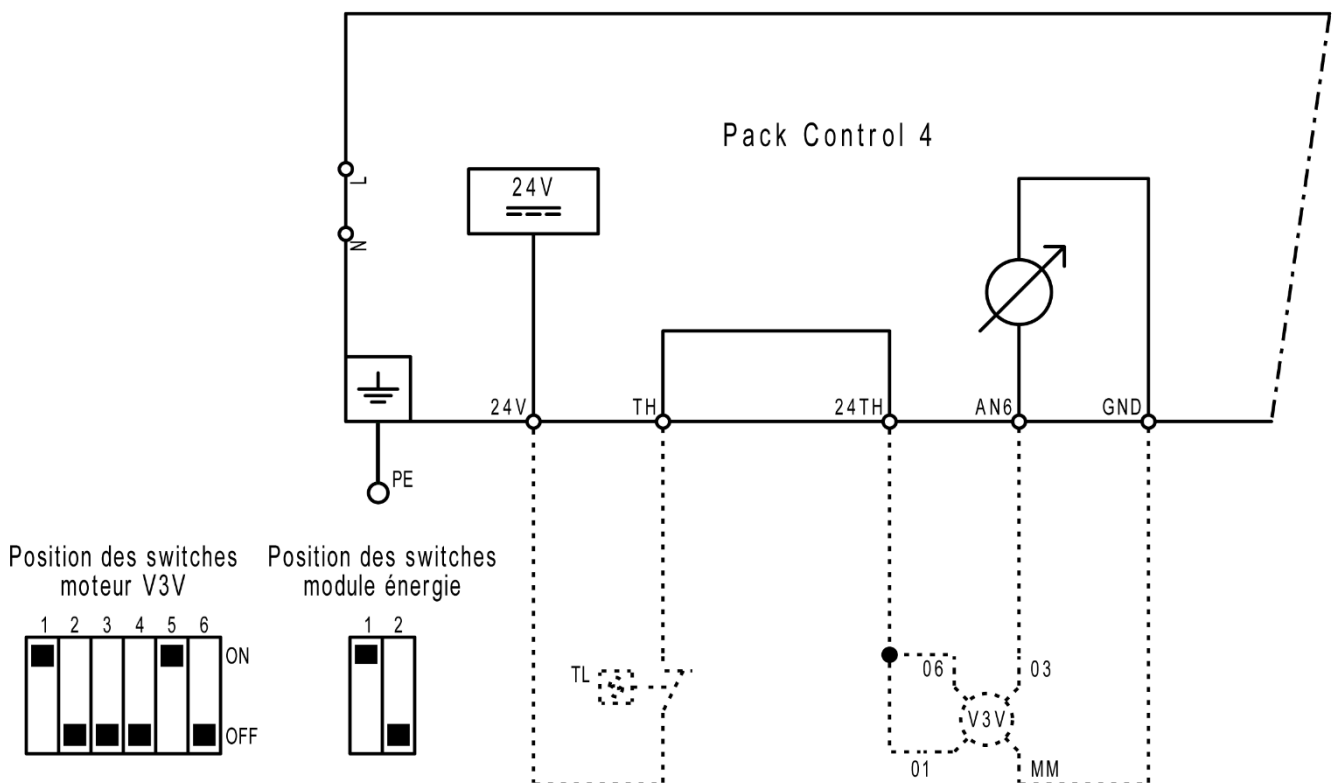 Pack Control 4
L
24V
N
24V
TH
24TH
AN6
GND
PE
Position des switches
moteur V3V
1 2 3 4 5 6
ON
OFF
Position des switches
module énergie
1 2
TL
06
03
V3V
01
MM